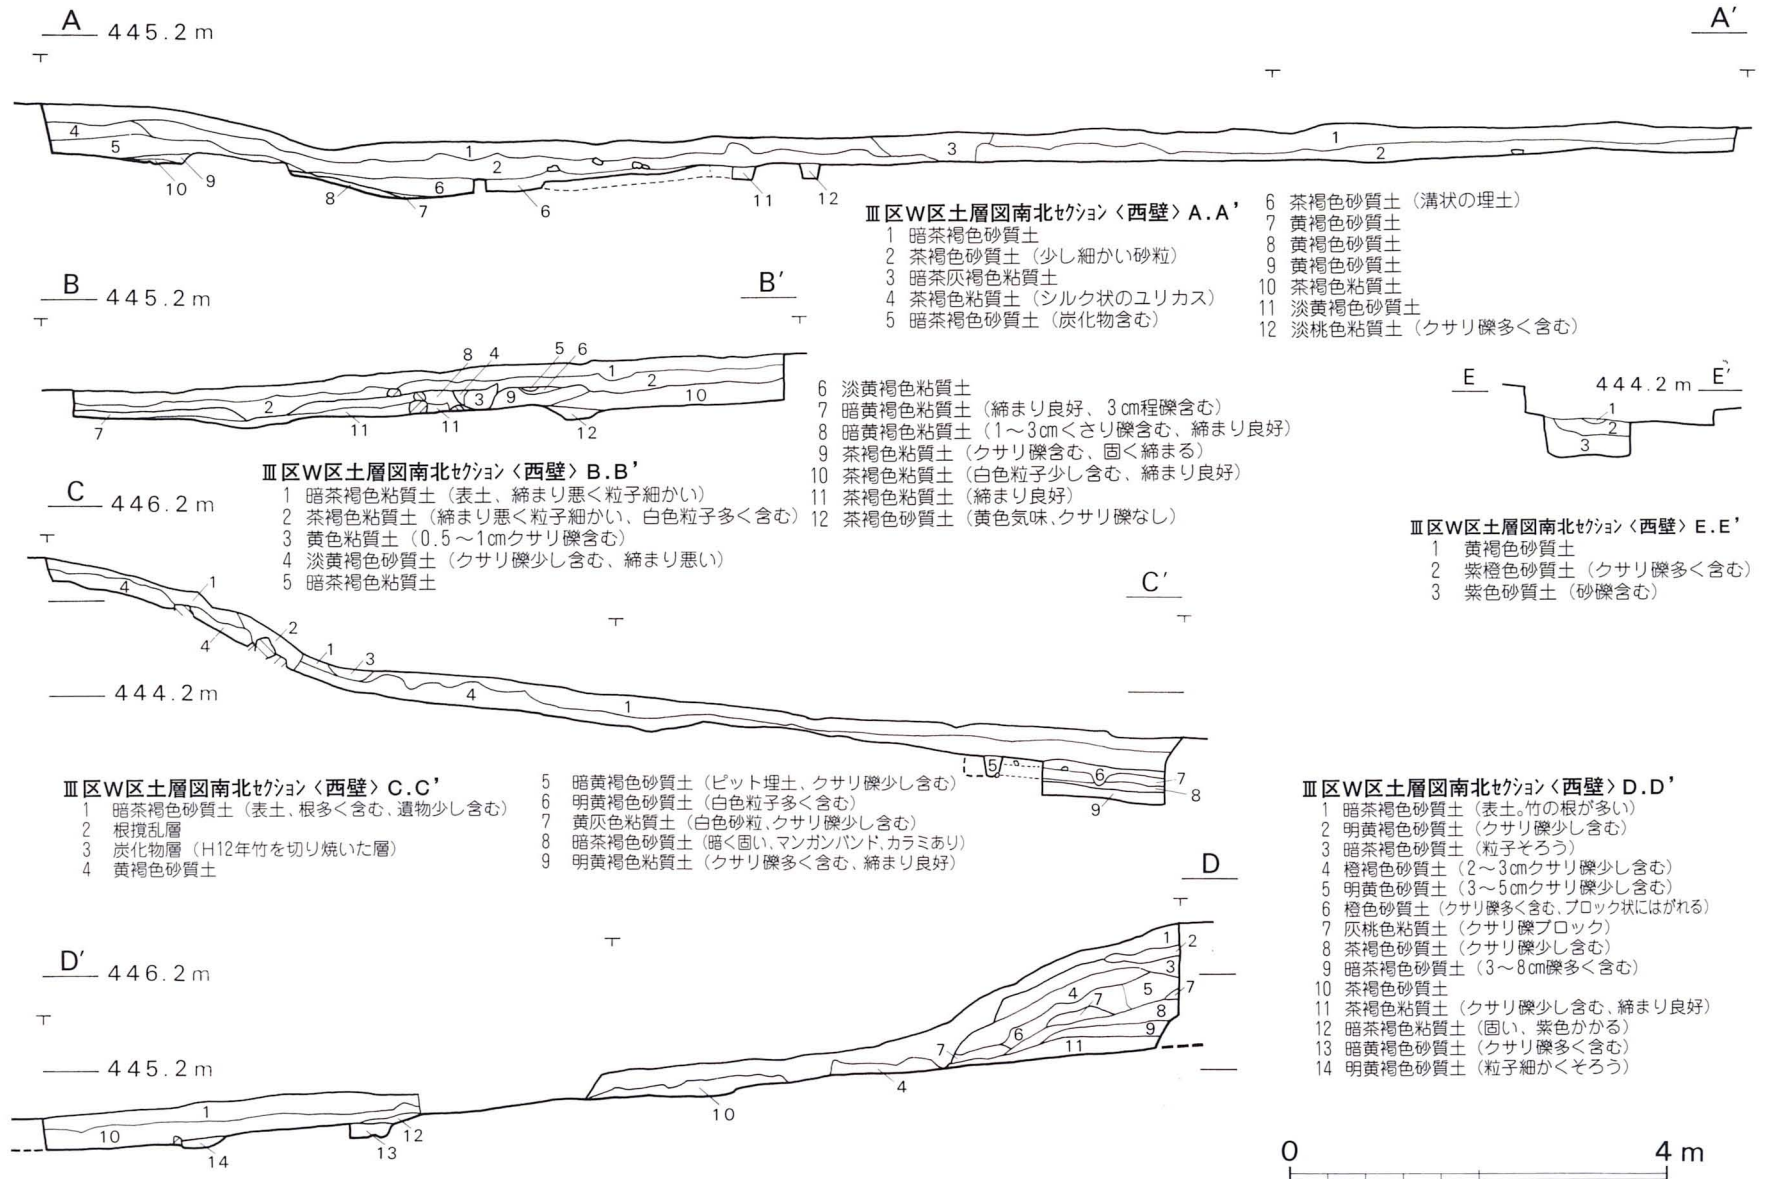 A
445.2m
A'
4
5
10
9
8
7
1
2
6
6
3
11
12
1
2
Ⅲ区W区土層図南北セクション〈西壁〉A.A'
1 暗茶褐色砂質土
2 茶褐色砂質土(少し細かい砂粒)
3 暗茶灰褐色粘質土
4 茶褐色粘質土(シルク状のユリカス)
5 暗茶褐色砂質土(炭化物含む)
6 茶褐色砂質土(溝状の埋土)
7 黄褐色砂質土
8 黄褐色砂質土
9 黄褐色砂質土
10 茶褐色粘質土
11 淡黄褐色砂質土
12 淡桃色粘質土(クサリ礫多く含む)
B
445.2m
B'
8
4
5
6
1
2
3
9
10
2
7
11
11
12
Ⅲ区W区土層図南北セクション〈西壁〉B.B'
1 暗茶褐色粘質土(表土、締まり悪く粒子細かい)
2 茶褐色粘質土(締まり悪く粒子細かい、白色粒子多く含む)
3 黄色粘質土(0.5〜1cmクサリ礫含む)
4 淡黄褐色砂質土(クサリ礫少し含む、締まり悪い)
5 暗茶褐色粘質土
6 淡黄褐色粘質土
7 暗黄褐色粘質土(締まり良好、3cm程礫含む)
8 暗黄褐色粘質土(1〜3cmくさり礫含む、締まり良好)
9 茶褐色粘質土(クサリ礫含む、固く締まる)
10 茶褐色粘質土(白色粒子少し含む、締まり良好)
11 茶褐色粘質土(締まり良好)
12 茶褐色砂質土(黄色気味、クサリ礫なし)
E
444.2m
E'
1
2
3
Ⅲ区W区土層図南北セクション〈西壁〉E.E'
1 黄褐色砂質土
2 紫橙色砂質土(クサリ礫多く含む)
3 紫色砂質土(砂礫含む)
C
446.2m
C'
4
1
4
2
1
3
4
1
444.2m
5
6
7
8
9
Ⅲ区W区土層図南北セクション〈西壁〉C.C'
1 暗茶褐色砂質土(表土、根多く含む、遺物少し含む)
2 根撹乱層
3 炭化物層(H12年竹を切り焼いた層)
4 黄褐色砂質土
5 暗黄褐色砂質土(ピット埋土、クサリ礫少し含む)
6 明黄褐色砂質土(白色粒子多く含む)
7 黄灰色粘質土(白色砂粒、クサリ礫少し含む)
8 暗茶褐色砂質土(暗く固い、マンガンバンド、カラミあり)
9 明黄褐色粘質土(クサリ礫多く含む、締まり良好)
D
D'
446.2m
445.2m
1
2
3
4
5
7
7
8
6
9
7
11
4
10
1
10
12
13
14
Ⅲ区W区土層図南北セクション〈西壁〉D.D'
1 暗茶褐色砂質土(表土。竹の根が多い)
2 明黄褐砂質土(クサリ礫少し含む)
3 暗茶褐色砂質土(粒子そろう)
4 橙褐色砂質土(2〜3cmクサリ礫少し含む)
5 明黄色砂質土(3〜5cmクサリ礫少し含む)
6 橙色砂質土(クサリ礫多く含む、ブロック状にはがれる)
7 灰桃色粘質土(クサリ礫ブロック)
8 茶褐色砂質土(クサリ礫少し含む)
9 暗茶褐色砂質土(3〜8cm礫多く含む)
10 茶褐色砂質土
11 茶褐色粘質土(クサリ礫少し含む、締まり良好)
12 暗茶褐色粘質土(固い、紫色かかる)
13 暗黄褐色砂質土(クサリ礫多く含む)
14 明黄褐色砂質土(粒子細かくそろう)
0
4m